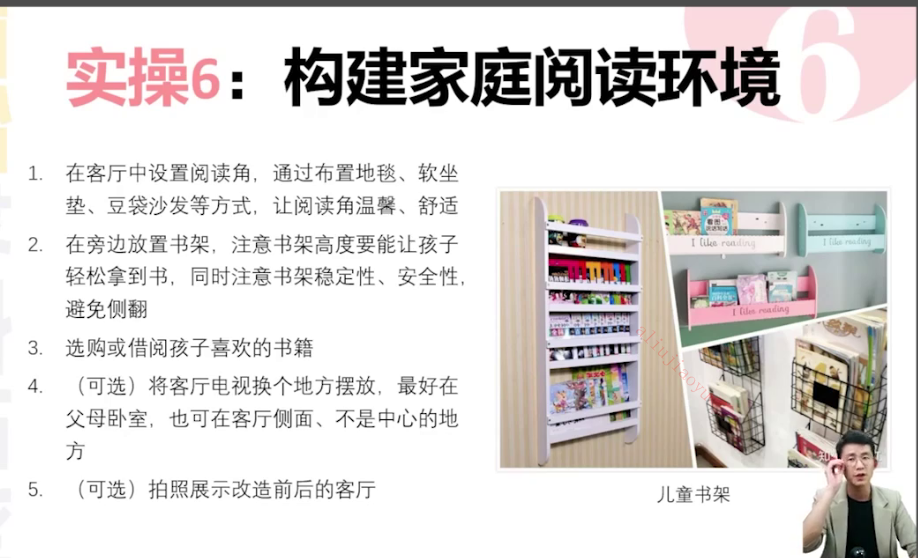 实操6：构建家庭阅读环境
6
1. 在客厅中设置阅读角，通过布置地毯、软坐
垫、豆袋沙发等方式，让阅读角温馨、舒适
2. 在旁边放置书架，注意书架高度要能让孩子
轻松拿到书，同时注意书架稳定性、安全性，
避免侧翻
3. 选购或借阅孩子喜欢的书籍
4. （可选）将客厅电视换个地方摆放，最好在
父母卧室，也可在客厅侧面、不是中心的地
方
5. （可选）拍照展示改造前后的客厅
看图
I like reading
I like reading
I like reading
儿童书架